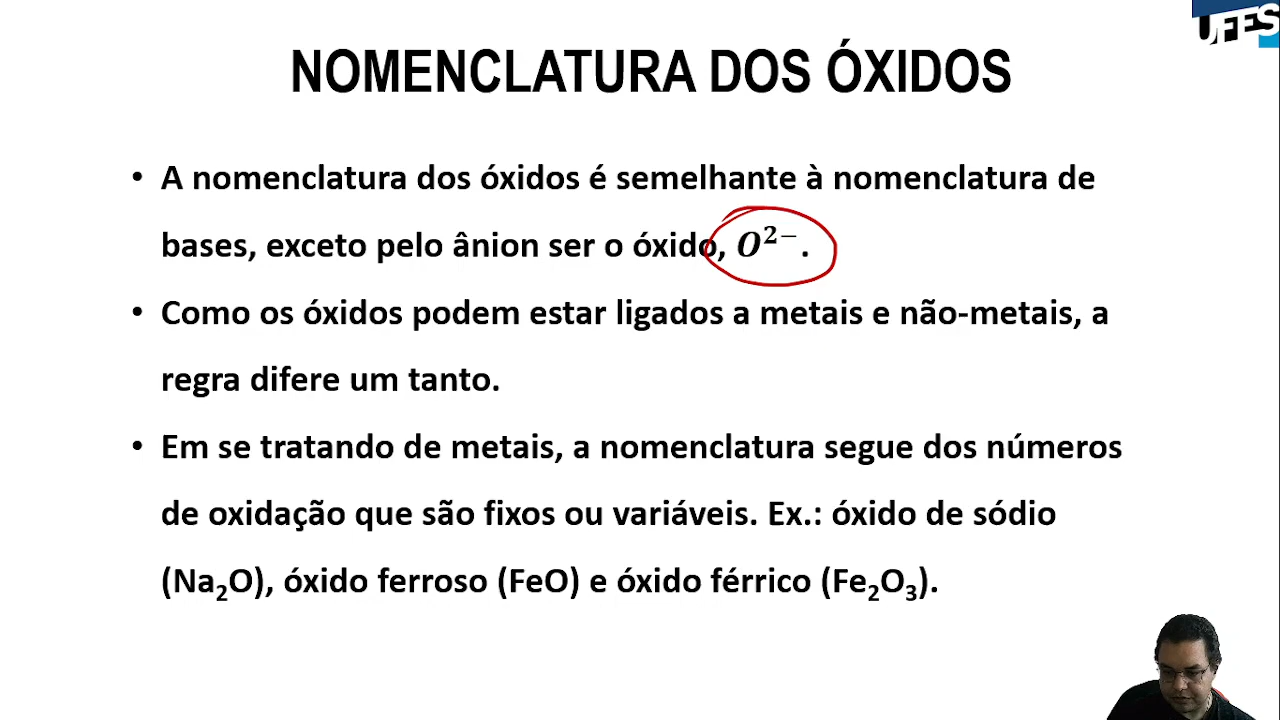 UFES
NOMENCLATURA DOS ÓXIDOS
• A nomenclatura dos óxidos é semelhante à nomenclatura de
bases, exceto pelo ânion ser o óxido, O²⁻.
• Como os óxidos podem estar ligados a metais e não-metais, a
regra difere um tanto.
• Em se tratando de metais, a nomenclatura segue dos números
de oxidação que são fixos ou variáveis. Ex.: óxido de sódio
(Na₂O), óxido ferroso (FeO) e óxido férrico (Fe₂O₃).